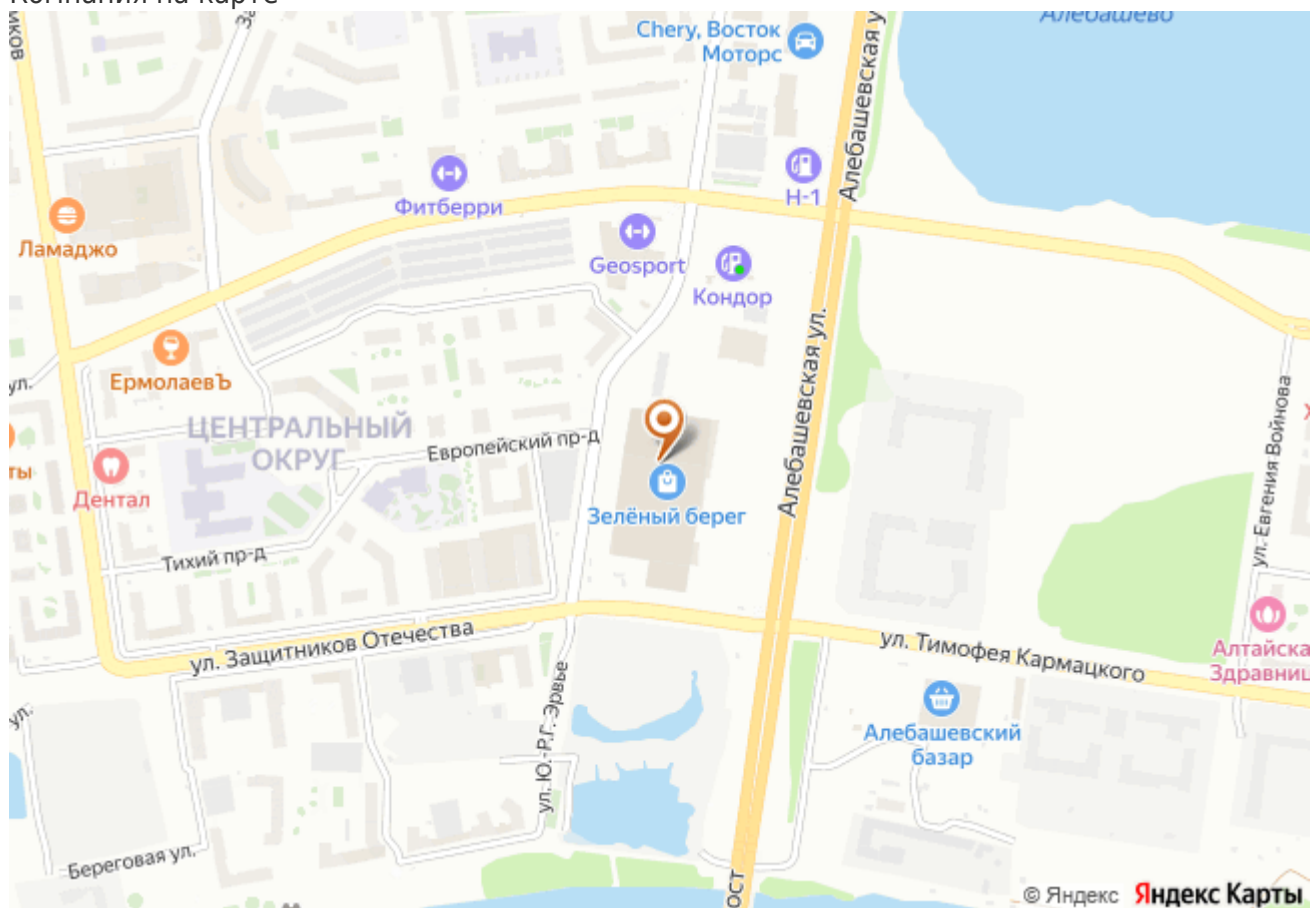 Компания на карте
Алебашево
Chery, Восток
Моторс
Алебашевская у
Н-1
Фитберри
Ламаджо
Geosport
Кондор
ЕрмолаевЪ
ул.
Алебашевская ул.
ЦЕНТРАЛЬНЫЙ
ОКРУГ
Европейский пр-д
ты
Дентал
Зелёный берег
Тихий пр-д
ул. Евгения Войнова
ул. Защитников Отечества
ул. Тимофея Кармацкого
Алтайска
Здравниц
ул. Ю.-Р.Г. Эрвье
ул.
Алебашевский
базар
Береговая ул.
ост
© Яндекс Яндекс Карты